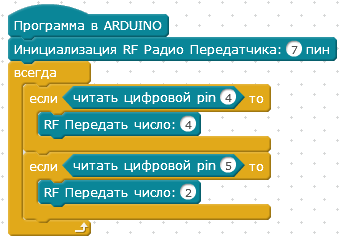 Программа в ARDUINO
Инициализация RF Радио Передатчика: 7 пин
всегда
если читать цифровой pin 4 то
RF Передать число: 4
если читать цифровой pin 5 то
RF Передать число: 2